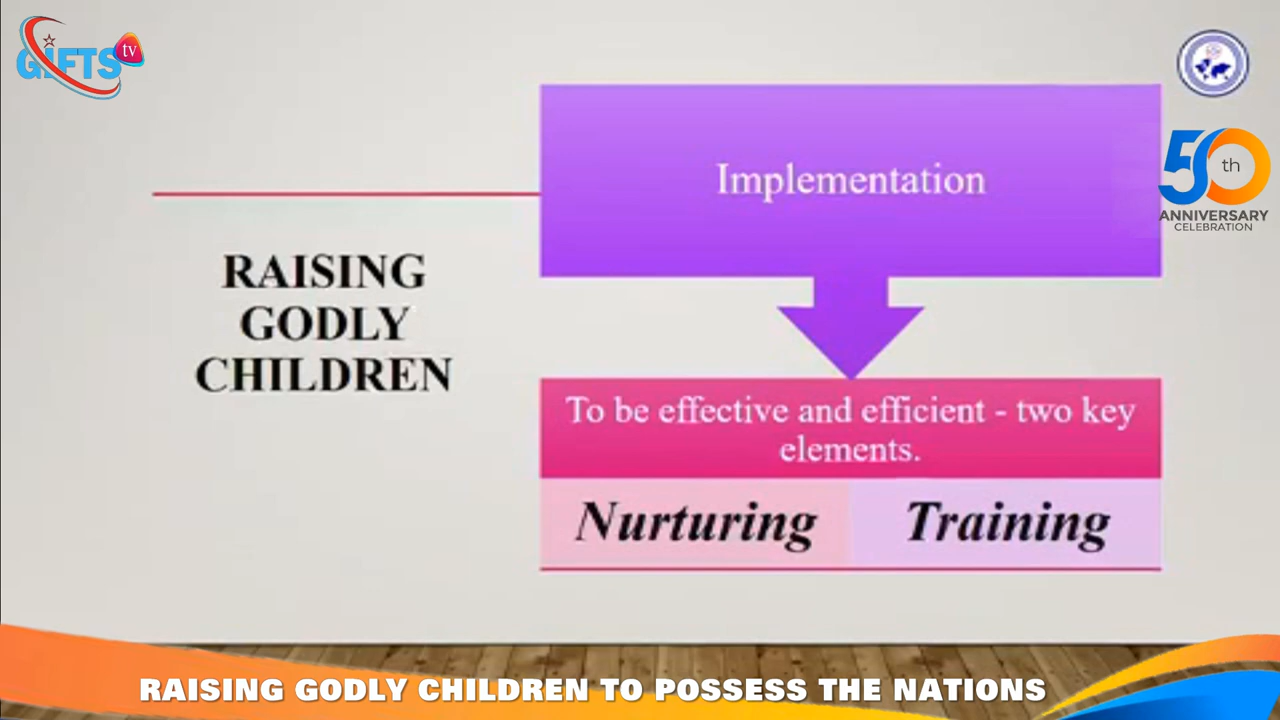 GIFTS tv
50th
ANNIVERSARY
CELEBRATION
Implementation
RAISING
GODLY
CHILDREN
To be effective and efficient - two key
elements.
Nurturing
Training
RAISING GODLY CHILDREN TO POSSESS THE NATIONS